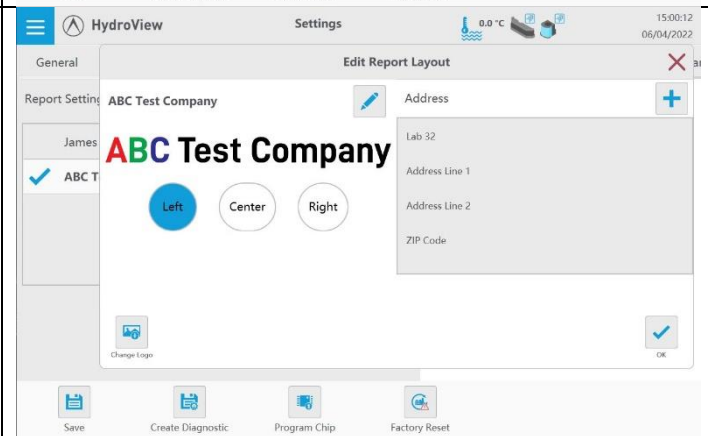 HydroView
Settings
0.0 °C
15:00:12
06/04/2022
General
Edit Report Layout
Report Setting
ABC Test Company
Address
James
ABC Test Company
Lab 32
ABC T
Address Line 1
Left
Center
Right
Address Line 2
ZIP Code
Change Logo
OK
Save
Create Diagnostic
Program Chip
Factory Reset